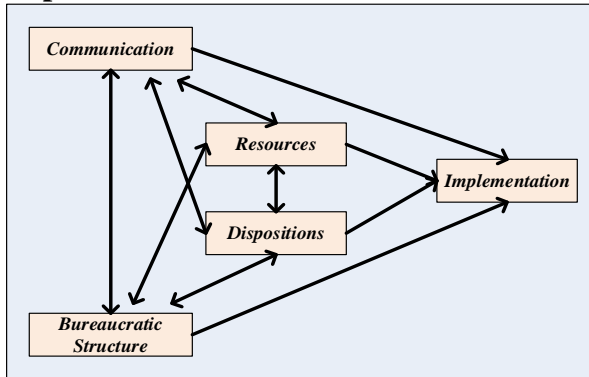 Communication
Resources
Implementation
Dispositions
Bureaucratic
Structure